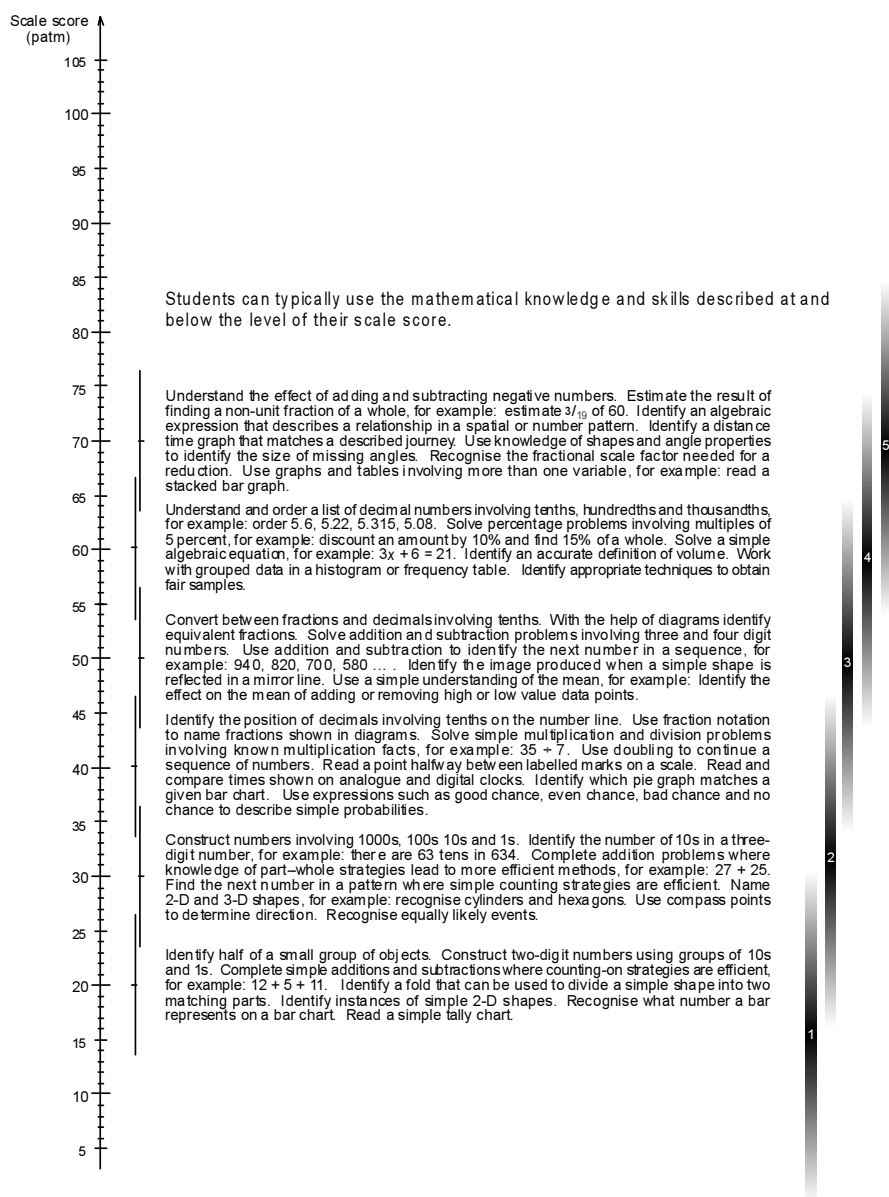 Scale score
(patm)
105
100
95
90
85
Students can typically use the mathematical knowledge and skills described at and
below the level of their scale score.
80
75
Understand the effect of adding and subtracting negative numbers. Estimate the result of
finding a non-unit fraction of a whole, for example: estimate 3/19 of 60. Identify an algebraic
expression that describes a relationship in a spatial or number pattern. Identify a distance
time graph that matches a described journey. Use knowledge of shapes and angle properties
to identify the size of missing angles. Recognise the fractional scale factor needed for a
reduction. Use graphs and tables involving more than one variable, for example: read a
stacked bar graph.
70
65
Understand and order a list of decimal numbers involving tenths, hundredths and thousandths,
for example: order 5.6, 5.22, 5.315, 5.08. Solve percentage problems involving multiples of
5 percent, for example: discount an amount by 10% and find 15% of a whole. Solve a simple
algebraic equation, for example: 3x + 6 = 21. Identify an accurate definition of volume. Work
with grouped data in a histogram or frequency table. Identify appropriate techniques to obtain
fair samples.
60
55
Convert between fractions and decimals involving tenths. With the help of diagrams identify
equivalent fractions. Solve addition and subtraction problems involving three and four digit
numbers. Use addition and subtraction to identify the next number in a sequence, for
example: 940, 820, 700, 580 ... . Identify the image produced when a simple shape is
reflected in a mirror line. Use a simple understanding of the mean, for example: Identify the
effect on the mean of adding or removing high or low value data points.
50
45
Identify the position of decimals involving tenths on the number line. Use fraction notation
to name fractions shown in diagrams. Solve simple multiplication and division problems
involving known multiplication facts, for example: 35 ÷ 7. Use doubling to continue a
sequence of numbers. Read a point halfway between labelled marks on a scale. Read and
compare times shown on analogue and digital clocks. Identify which pie graph matches a
given bar chart. Use expressions such as good chance, even chance, bad chance and no
chance to describe simple probabilities.
40
35
Construct numbers involving 1000s, 100s 10s and 1s. Identify the number of 10s in a three-
digit number, for example: there are 63 tens in 634. Complete addition problems where
knowledge of part–whole strategies lead to more efficient methods, for example: 27 + 25.
Find the next number in a pattern where simple counting strategies are efficient. Name
2-D and 3-D shapes, for example: recognise cylinders and hexagons. Use compass points
to determine direction. Recognise equally likely events.
30
25
Identify half of a small group of objects. Construct two-digit numbers using groups of 10s
and 1s. Complete simple additions and subtractions where counting-on strategies are efficient,
for example: 12 + 5 + 11. Identify a fold that can be used to divide a simple shape into two
matching parts. Identify instances of simple 2-D shapes. Recognise what number a bar
represents on a bar chart. Read a simple tally chart.
20
15
10
5
5
4
3
2
1